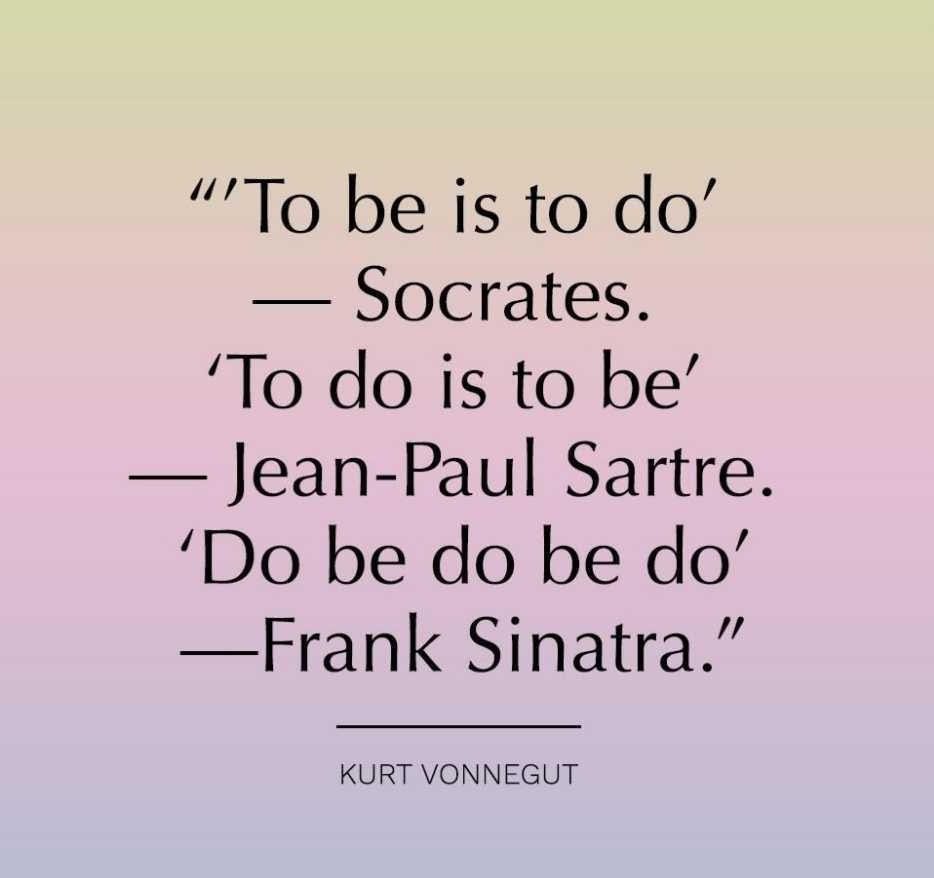 “’To be is to do’
— Socrates.
‘To do is to be’
— Jean-Paul Sartre.
‘Do be do be do’
—Frank Sinatra.”
KURT VONNEGUT